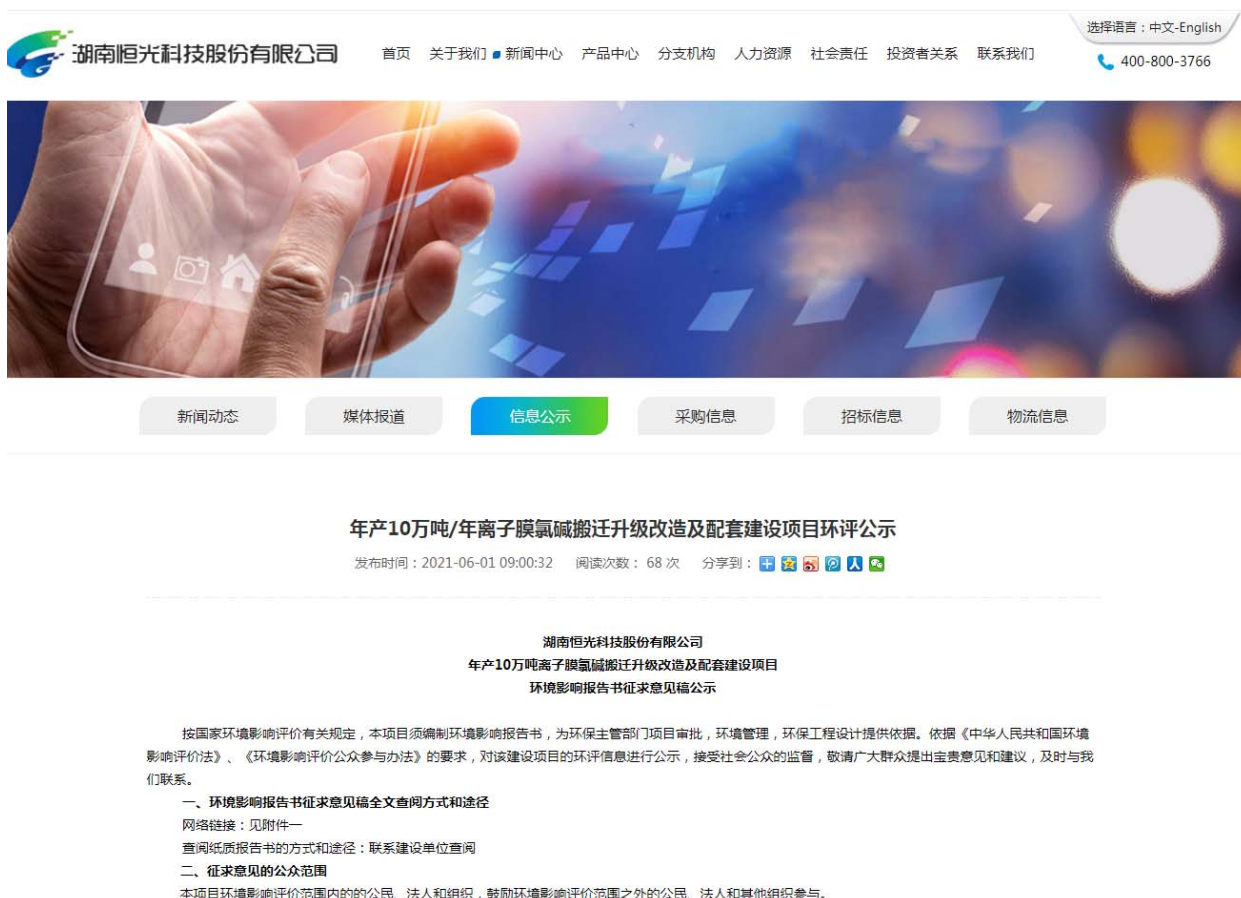 选择语言：中文-English
湖南恒光科技股份有限公司
首页 关于我们 新闻中心 产品中心 分支机构 人力资源 社会责任 投资者关系 联系我们
400-800-3766
新闻动态 媒体报道 信息公示 采购信息 招标信息 物流信息
年产10万吨/年离子膜氯碱搬迁升级改造及配套建设项目环评公示
发布时间：2021-06-01 09:00:32 阅读次数： 68 次 分享到：
湖南恒光科技股份有限公司
年产10万吨离子膜氯碱搬迁升级改造及配套建设项目
环境影响报告书征求意见稿公示
按国家环境影响评价有关规定，本项目须编制环境影响报告书，为环保主管部门项目审批，环境管理，环保工程设计提供依据。依据《中华人民共和国环境
影响评价法》、《环境影响评价公众参与办法》的要求，对该建设项目的环评信息进行公示，接受社会公众的监督，敬请广大群众提出宝贵意见和建议，及时与我
们联系。
一、环境影响报告书征求意见稿全文查阅方式和途径
网络链接：见附件一
查阅纸质报告书的方式和途径：联系建设单位查阅
二、征求意见的公众范围
本项目环境影响评价范围内的的公民、法人和组织，鼓励环境影响评价范围之外的公民、法人和其他组织参与。